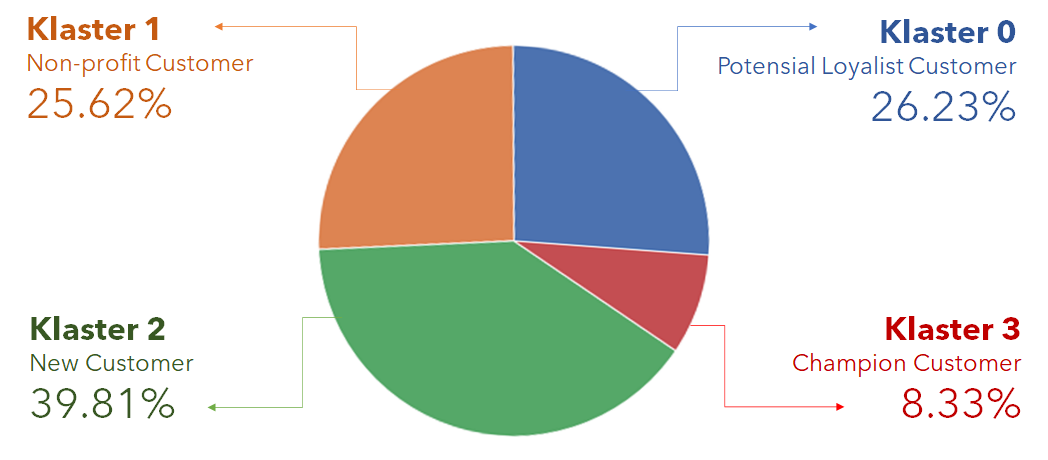 Klaster 1
Non-profit Customer
25.62%
Klaster 0
Potensial Loyalist Customer
26.23%
Klaster 2
New Customer
39.81%
Klaster 3
Champion Customer
8.33%